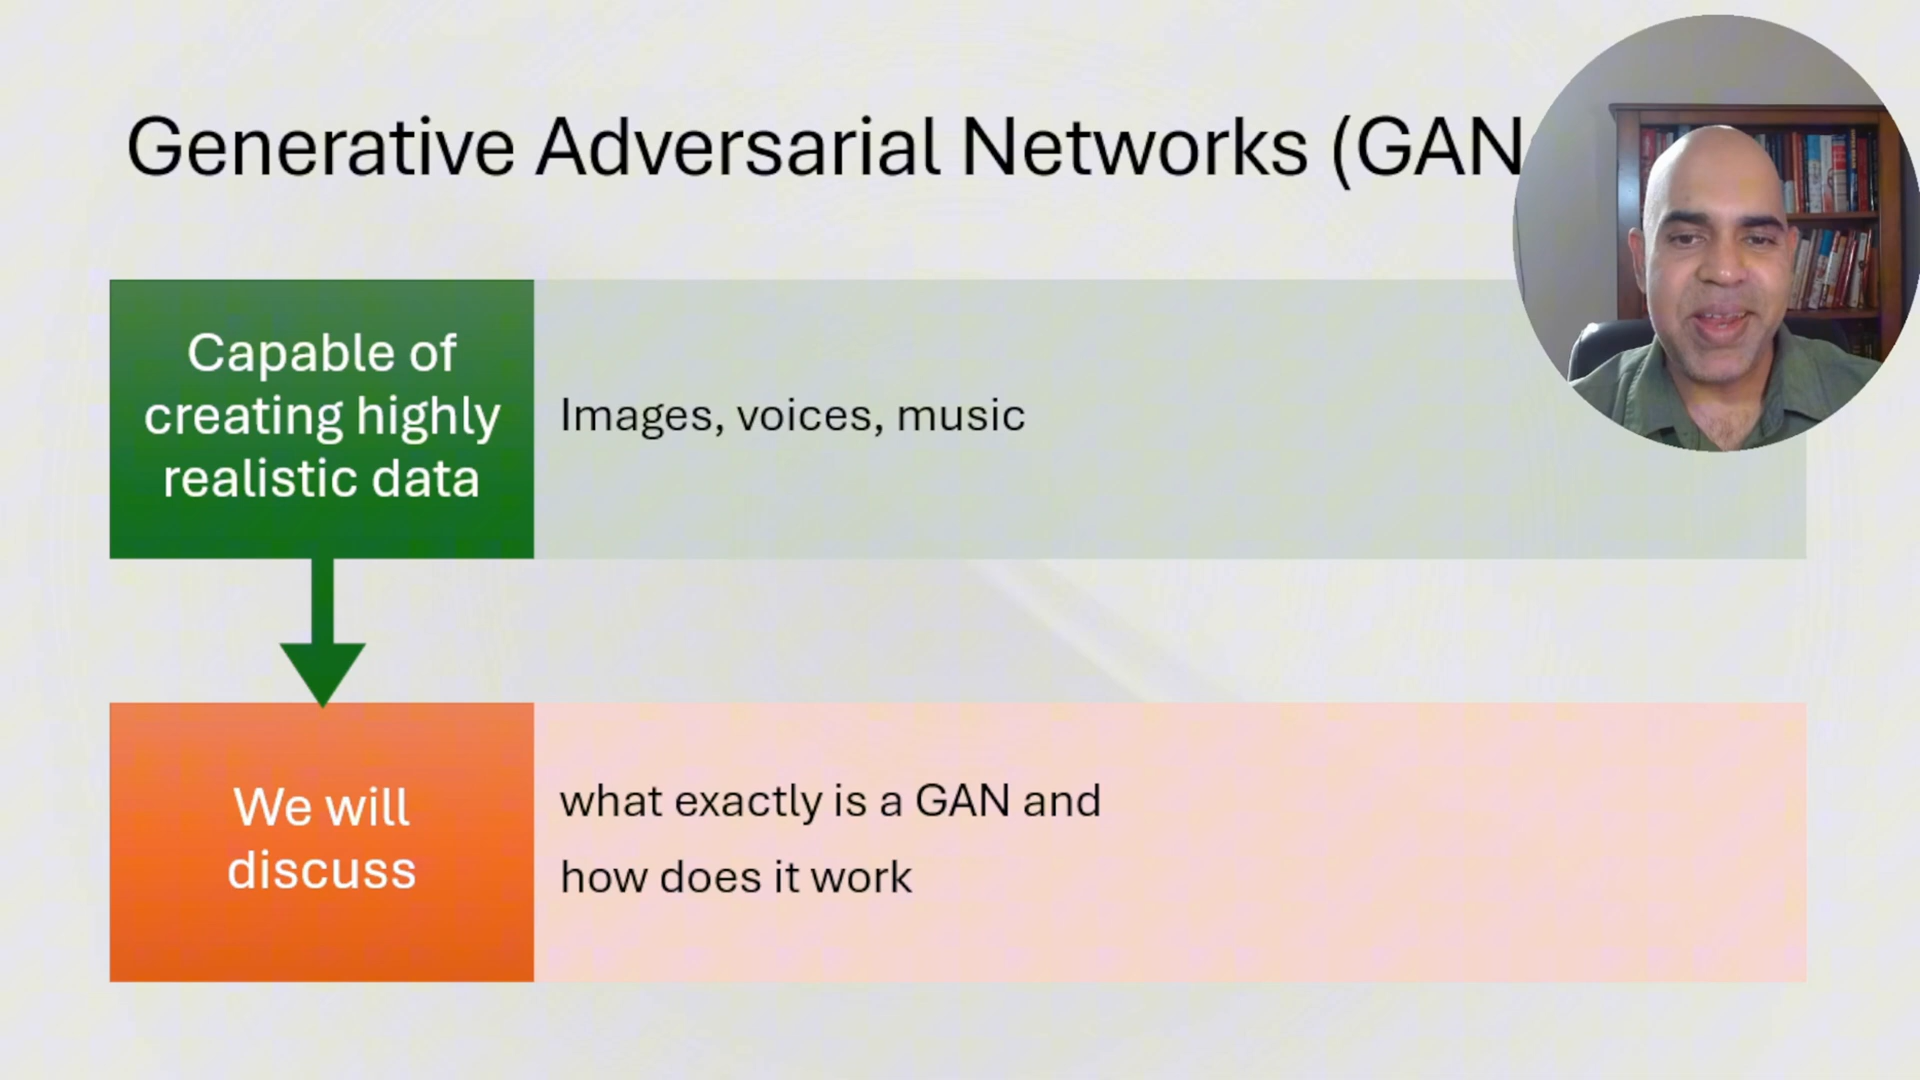 Generative Adversarial Networks (GAN
Capable of
creating highly
realistic data
Images, voices, music
We will
discuss
what exactly is a GAN and
how does it work